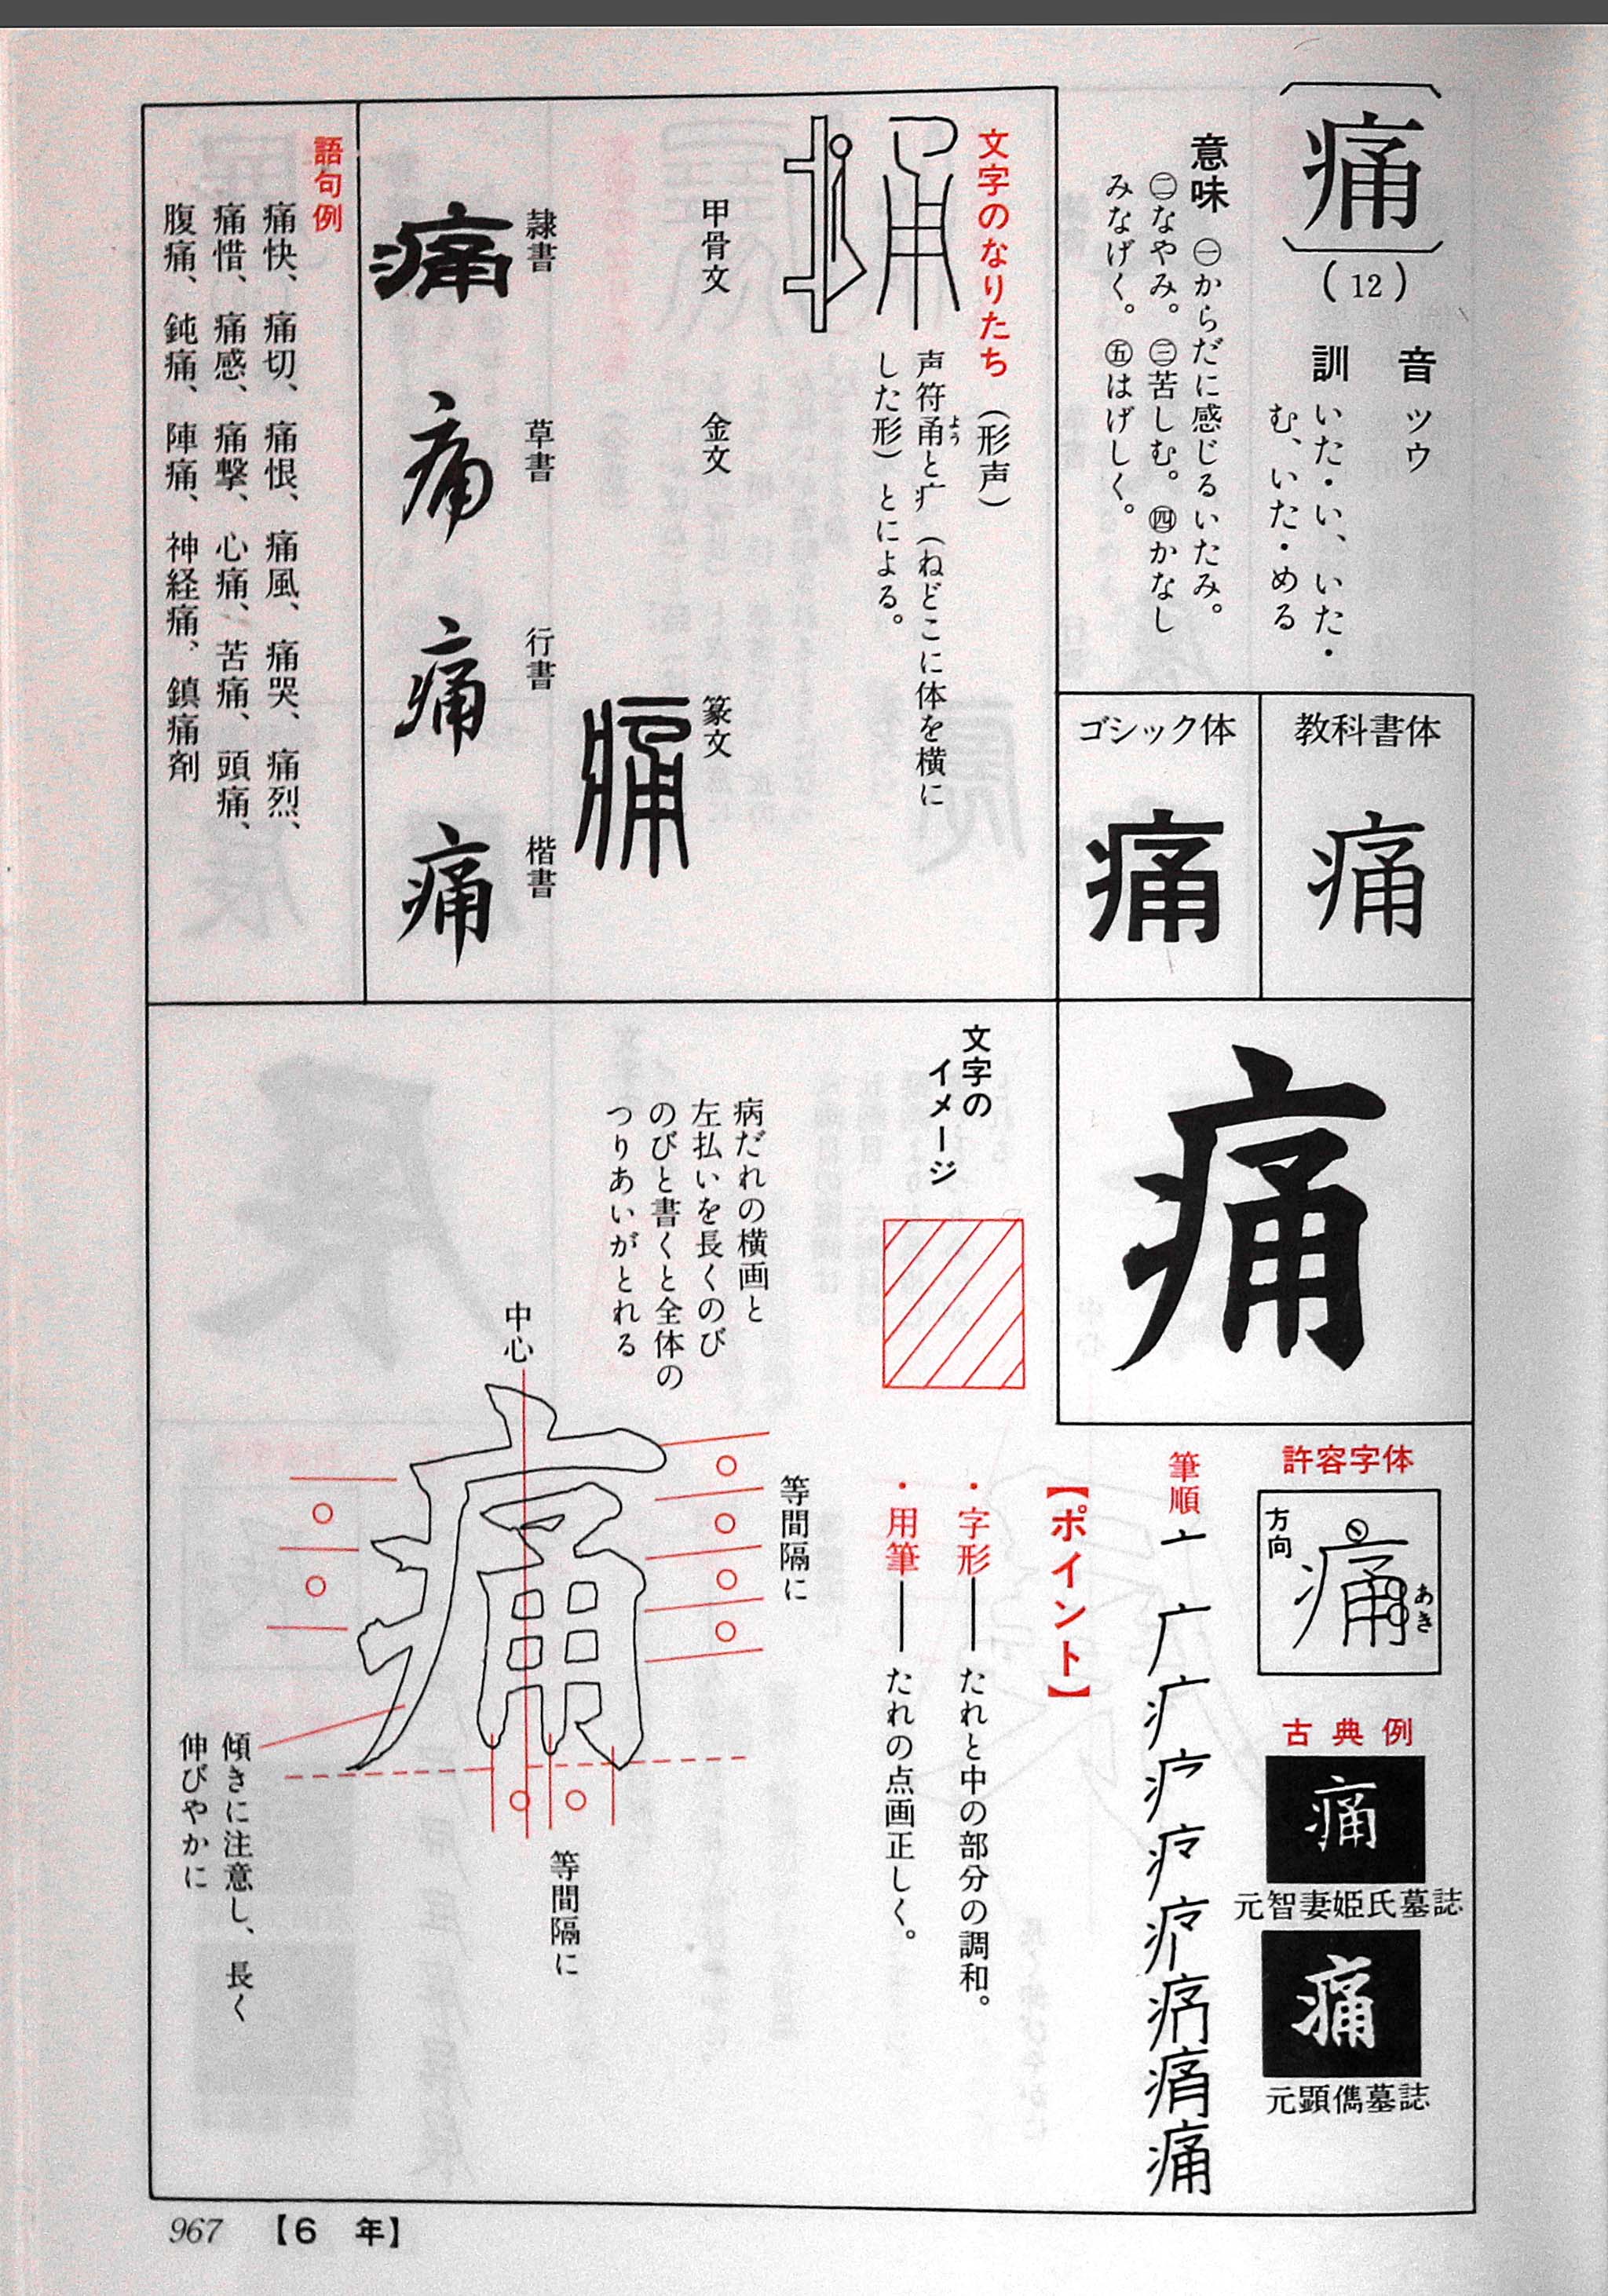 痛
(12)
音 ツウ
訓 いた・い、いた・
む、いた・める
意味 ㊀からだに感じるいたみ。
㊁なやみ。㊂苦しむ。㊃かなし
みなげく。㊄はげしく。
教科書体
痛
ゴシック体
痛
文字のなりたち (形声)
声符甬よう と疒 (ねどこに体を横に
した形) とによる。
甲骨文
金文
篆文
痛
隷書
痛
草書
痛
行書
痛
楷書
痛
語句例
痛快、痛切、痛恨、痛風、痛哭、痛烈、
痛惜、痛感、痛撃、心痛、苦痛、頭痛、
腹痛、鈍痛、陣痛、神経痛、鎮痛剤
痛
許容字体
方向
痛
あき
古典例
痛
元智妻姫氏墓誌
痛
元顕儁墓誌
筆順
痛
【ポイント】
・字形──たれと中の部分の調和。
・用筆──たれの点画正しく。
文字の
イメージ
病だれの横画と
左払いを長くのび
のびと書くと全体の
つりあいがとれる
中心
痛
等間隔に
等間隔に
傾きに注意し、長く
伸びやかに
967 【6 年】